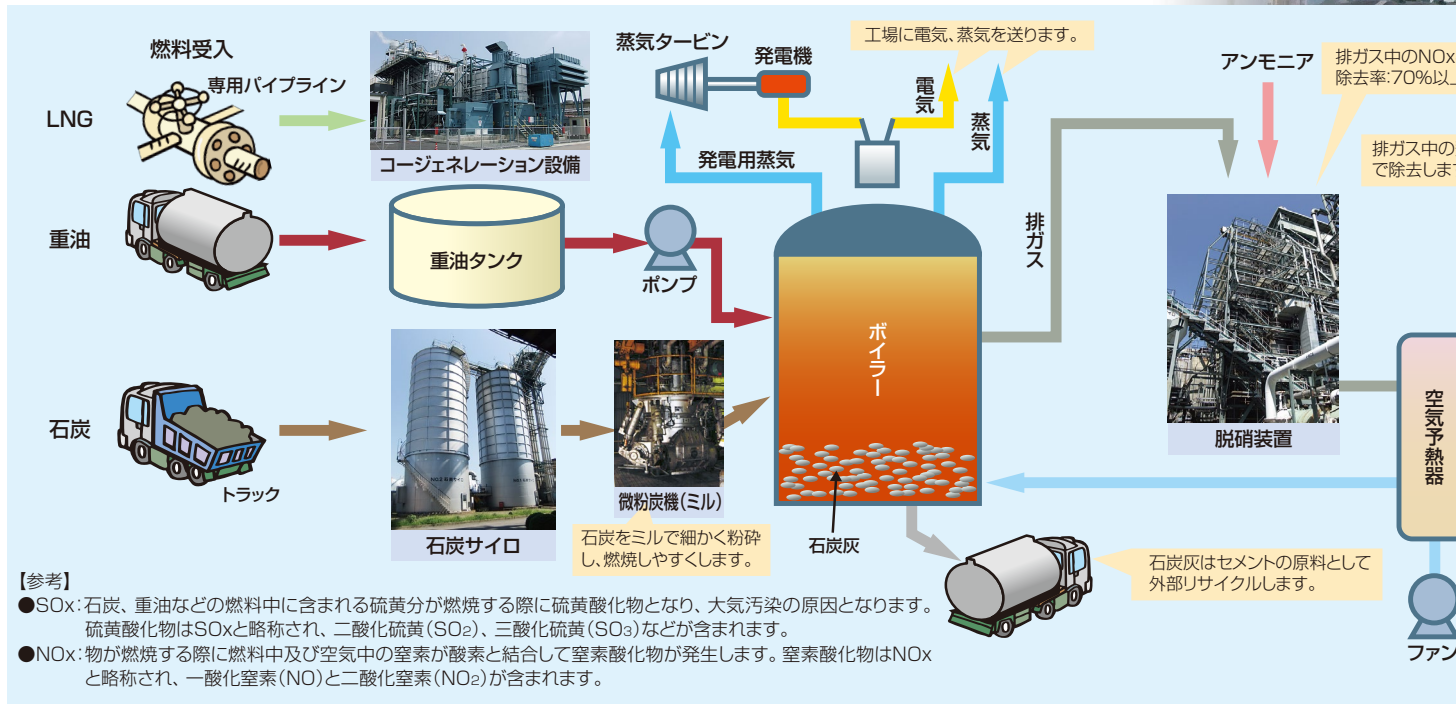 燃料受入
専用パイプライン
LNG
コージェネレーション設備
蒸気タービン
発電機
工場に電気、蒸気を送ります。
電気
蒸気
発電用蒸気
アンモニア
排ガス中のNOx
除去率:70%以上
排ガス中の
で除去します
重油
重油タンク
ポンプ
排ガス
ボイラー
脱硝装置
空気予熱器
石炭
トラック
石炭サイロ
微粉炭機(ミル)
石炭をミルで細かく粉砕
し、燃焼しやすくします。
石炭灰
石炭灰はセメントの原料として
外部リサイクルします。
ファン
【参考】
●SOx:石炭、重油などの燃料中に含まれる硫黄分が燃焼する際に硫黄酸化物となり、大気汚染の原因となります。
硫黄酸化物はSOxと略称され、二酸化硫黄(SO₂)、三酸化硫黄(SO₃)などが含まれます。
●NOx:物が燃焼する際に燃料中及び空気中の窒素が酸素と結合して窒素酸化物が発生します。窒素酸化物はNOx
と略称され、一酸化窒素(NO)と二酸化窒素(NO₂)が含まれます。